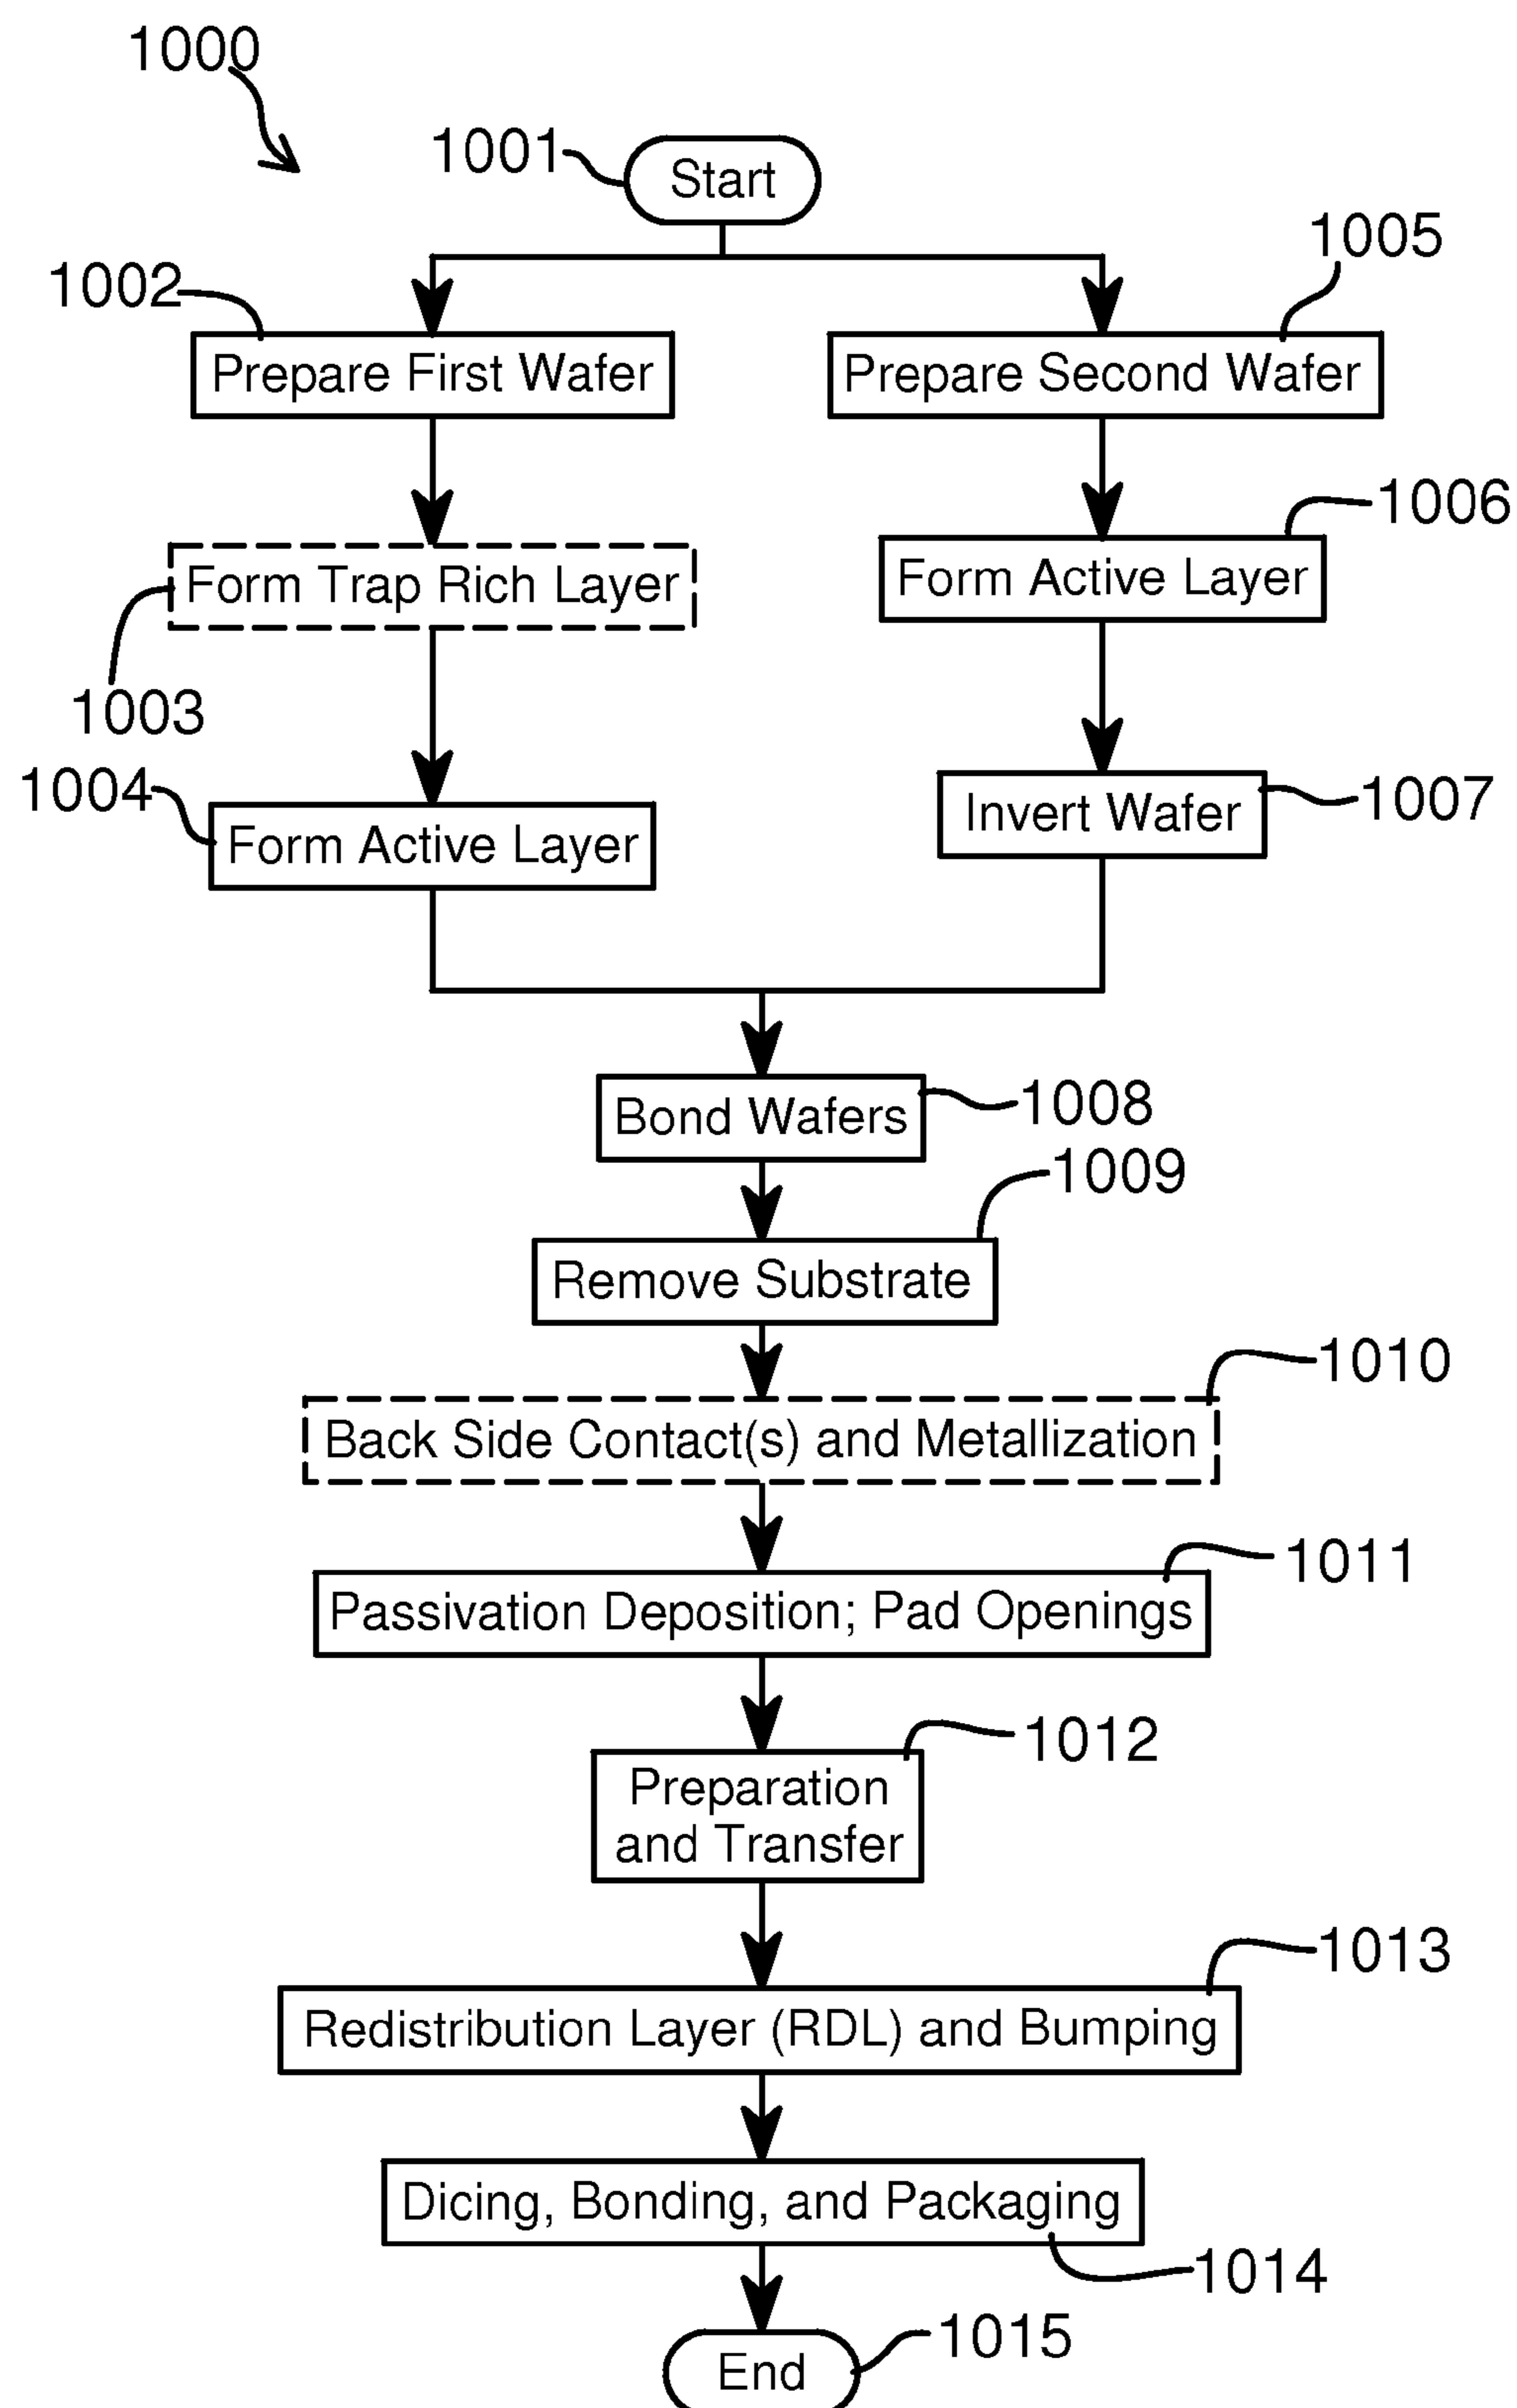 1000
1001
Start
1005
1002
Prepare First Wafer
Prepare Second Wafer
1006
Form Trap Rich Layer
Form Active Layer
1003
1004
Form Active Layer
Invert Wafer
1007
Bond Wafers
1008
1009
Remove Substrate
1010
Back Side Contact(s) and Metallization
1011
Passivation Deposition; Pad Openings
1012
Preparation
and Transfer
1013
Redistribution Layer (RDL) and Bumping
Dicing, Bonding, and Packaging
1014
1015
End